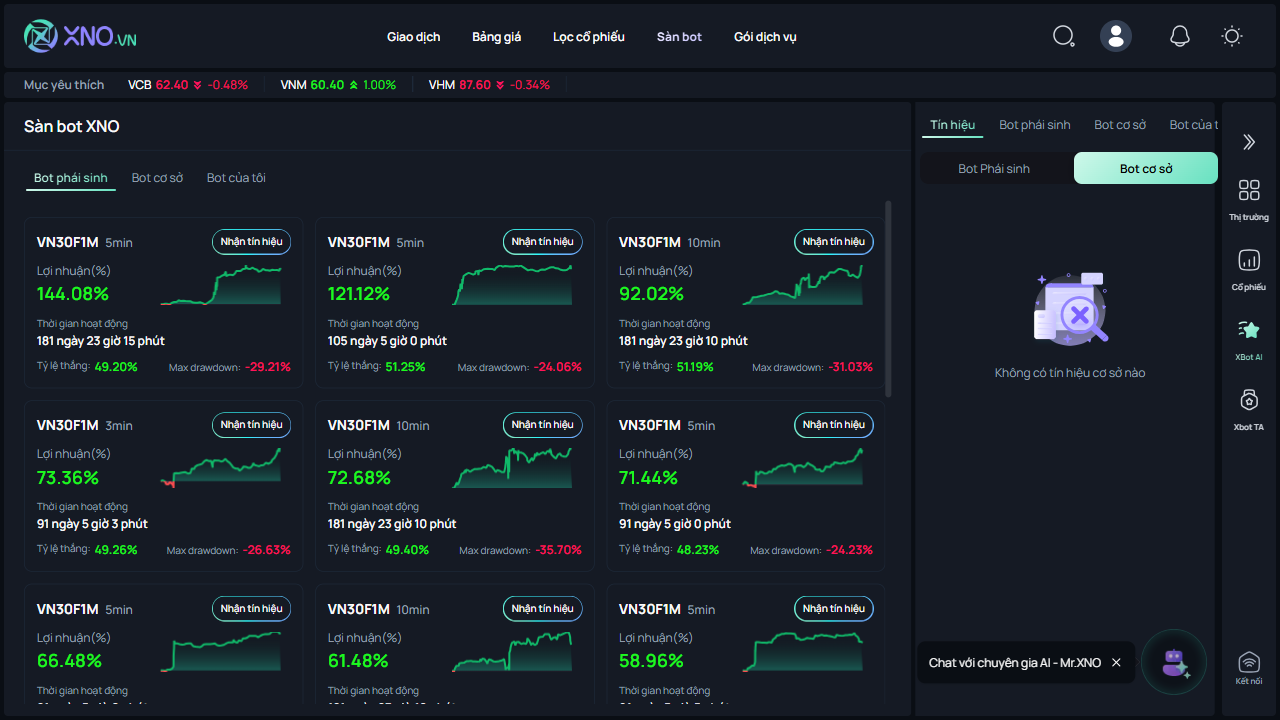 XNO.VN
Giao dịch Bảng giá Lọc cổ phiếu Sàn bot Gói dịch vụ
Mục yêu thích VCB 62.40 -0.48% VNM 60.40 1.00% VHM 87.60 -0.34%
Sàn bot XNO
Bot phái sinh Bot cơ sở Bot của tôi
VN30F1M 5min Nhận tín hiệu
Lợi nhuận(%)
144.08%
Thời gian hoạt động
181 ngày 23 giờ 15 phút
Tỷ lệ thắng: 49.20% Max drawdown: -29.21%
VN30F1M 5min Nhận tín hiệu
Lợi nhuận(%)
121.12%
Thời gian hoạt động
105 ngày 5 giờ 0 phút
Tỷ lệ thắng: 51.25% Max drawdown: -24.06%
VN30F1M 10min Nhận tín hiệu
Lợi nhuận(%)
92.02%
Thời gian hoạt động
181 ngày 23 giờ 10 phút
Tỷ lệ thắng: 51.19% Max drawdown: -31.03%
VN30F1M 3min Nhận tín hiệu
Lợi nhuận(%)
73.36%
Thời gian hoạt động
91 ngày 5 giờ 3 phút
Tỷ lệ thắng: 49.26% Max drawdown: -26.63%
VN30F1M 10min Nhận tín hiệu
Lợi nhuận(%)
72.68%
Thời gian hoạt động
181 ngày 23 giờ 10 phút
Tỷ lệ thắng: 49.40% Max drawdown: -35.70%
VN30F1M 5min Nhận tín hiệu
Lợi nhuận(%)
71.44%
Thời gian hoạt động
91 ngày 5 giờ 0 phút
Tỷ lệ thắng: 48.23% Max drawdown: -24.23%
VN30F1M 5min Nhận tín hiệu
Lợi nhuận(%)
66.48%
Thời gian hoạt động
VN30F1M 10min Nhận tín hiệu
Lợi nhuận(%)
61.48%
Thời gian hoạt động
VN30F1M 5min Nhận tín hiệu
Lợi nhuận(%)
58.96%
Thời gian hoạt động
Tín hiệu Bot phái sinh Bot cơ sở Bot của t
Bot Phái sinh Bot cơ sở
Không có tín hiệu cơ sở nào
Chat với chuyên gia AI - Mr.XNO
Thị trường
Cổ phiếu
XBot AI
Xbot TA
Kết nối